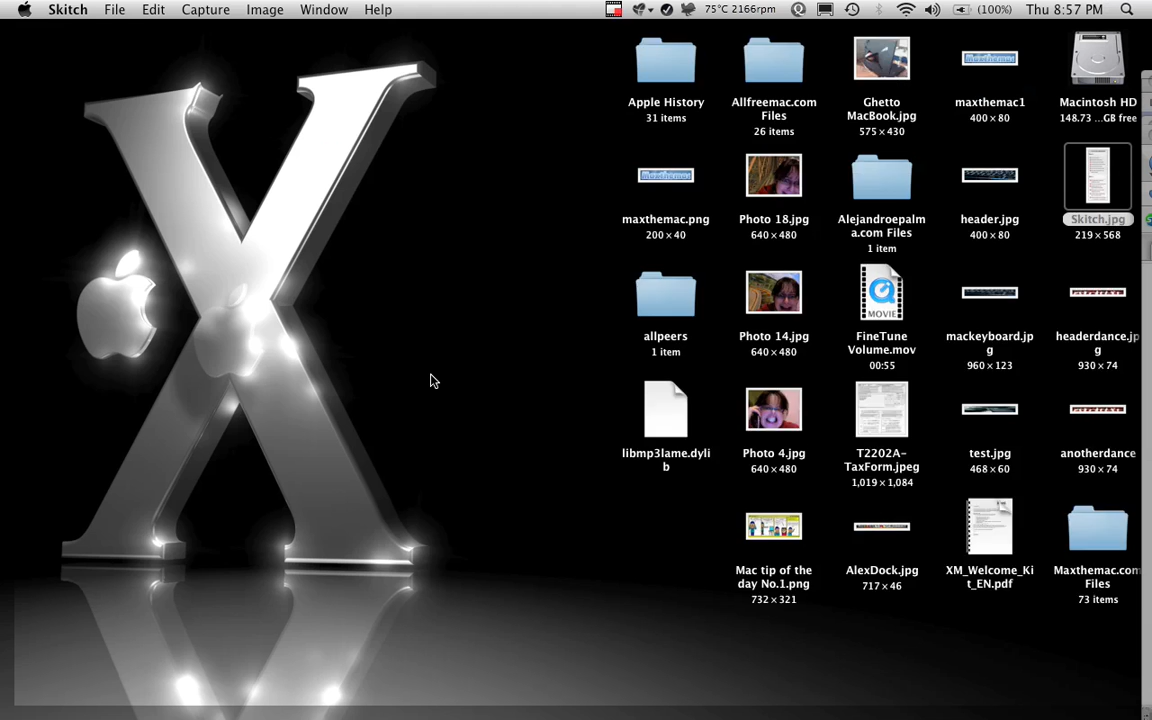 Skitch File Edit Capture Image Window Help 75°C 2166rpm (100%) Thu 8:57 PM
Apple History
31 items
Allfreemac.com
Files
26 items
Ghetto
MacBook.jpg
575 × 430
maxthemac1
400 × 80
Macintosh HD
148.73 ...GB free
maxthemac.png
200 × 40
Photo 18.jpg
640 × 480
Alejandroepalm
a.com Files
1 item
header.jpg
400 × 80
Skitch.jpg
219 × 568
allpeers
1 item
Photo 14.jpg
640 × 480
MOVIE
FineTune
Volume.mov
00:55
mackeyboard.jp
g
960 × 123
headerdance.jp
g
930 × 74
libmp3lame.dyli
b
Photo 4.jpg
640 × 480
T2202A-
TaxForm.jpeg
1,019 × 1,084
test.jpg
468 × 60
anotherdance
930 × 74
Mac tip of the
day No.1.png
732 × 321
AlexDock.jpg
717 × 46
XM_Welcome_Ki
t_EN.pdf
Maxthemac.com
Files
73 items